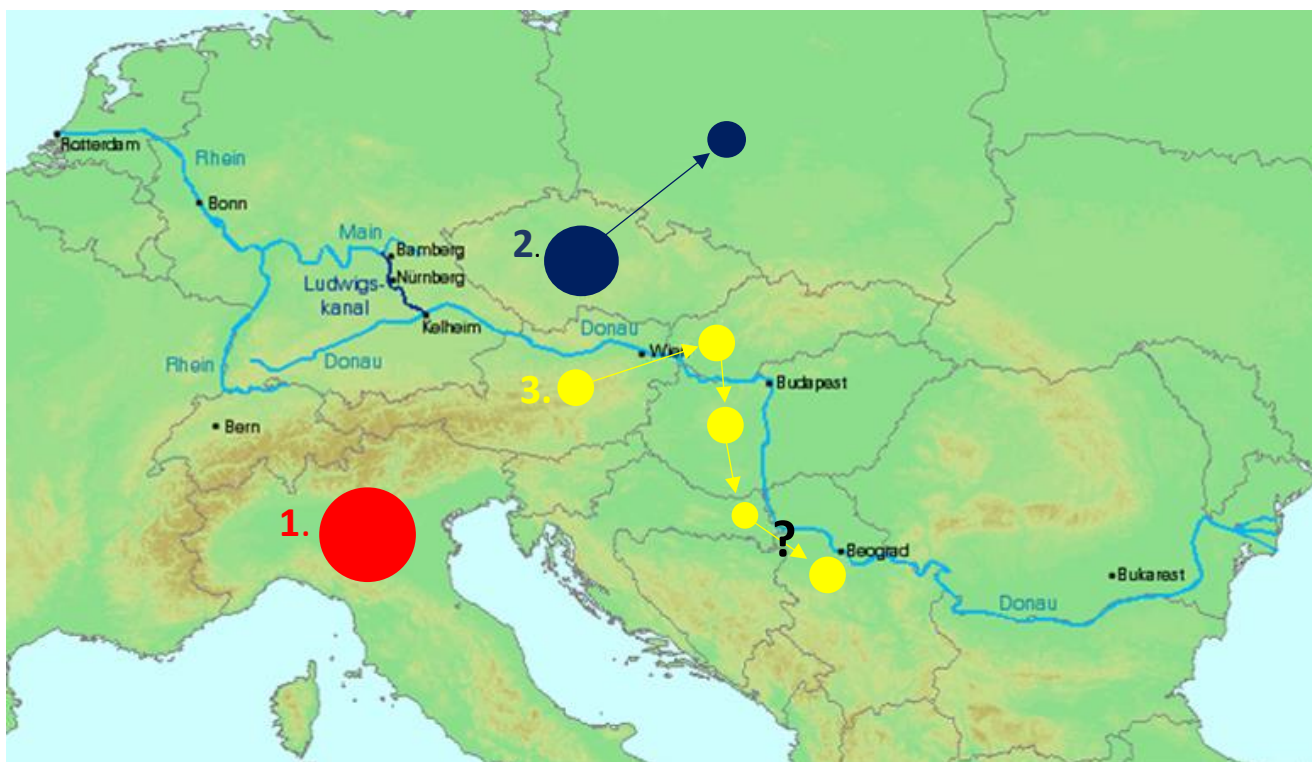 Rotterdam
Rhein
Bonn
Main
2.
Bamberg
Nürnberg
Ludwigs-
kanal
Kelheim
Donau
Wie
Rhein
Donau
3.
Budapest
Bern
1.
?
Beograd
Bukarest
Donau